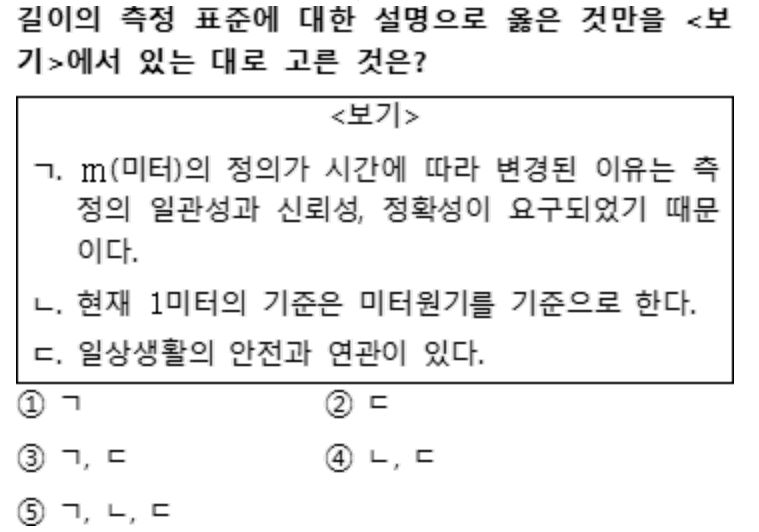 길이의 측정 표준에 대한 설명으로 옳은 것만을 <보
기>에서 있는 대로 고른 것은?
<보기>
ㄱ. m(미터)의 정의가 시간에 따라 변경된 이유는 측
정의 일관성과 신뢰성, 정확성이 요구되었기 때문
이다.
ㄴ. 현재 1미터의 기준은 미터원기를 기준으로 한다.
ㄷ. 일상생활의 안전과 연관이 있다.
① ㄱ ② ㄷ
③ ㄱ, ㄷ ④ ㄴ, ㄷ
⑤ ㄱ, ㄴ, ㄷ